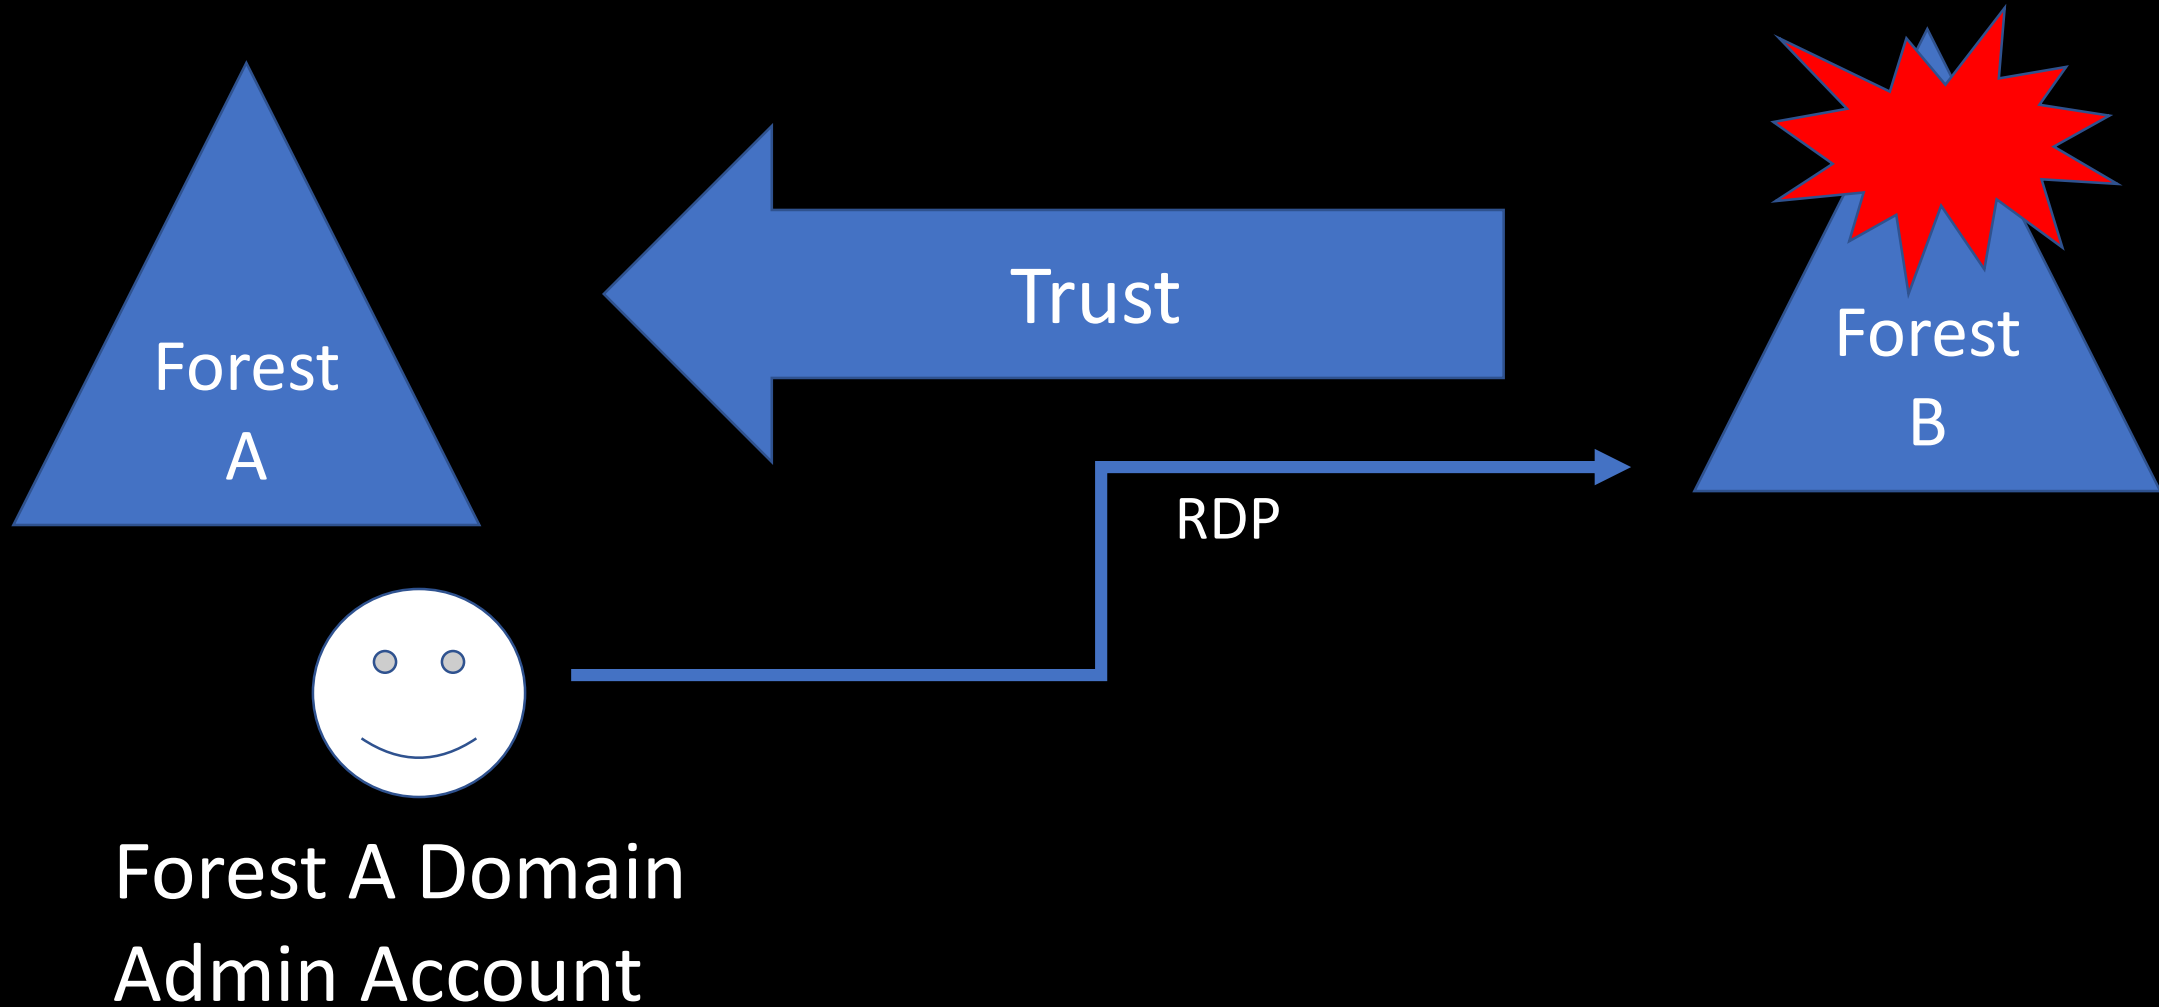 Forest
A
Trust
Forest
B
RDP
Forest A Domain
Admin Account